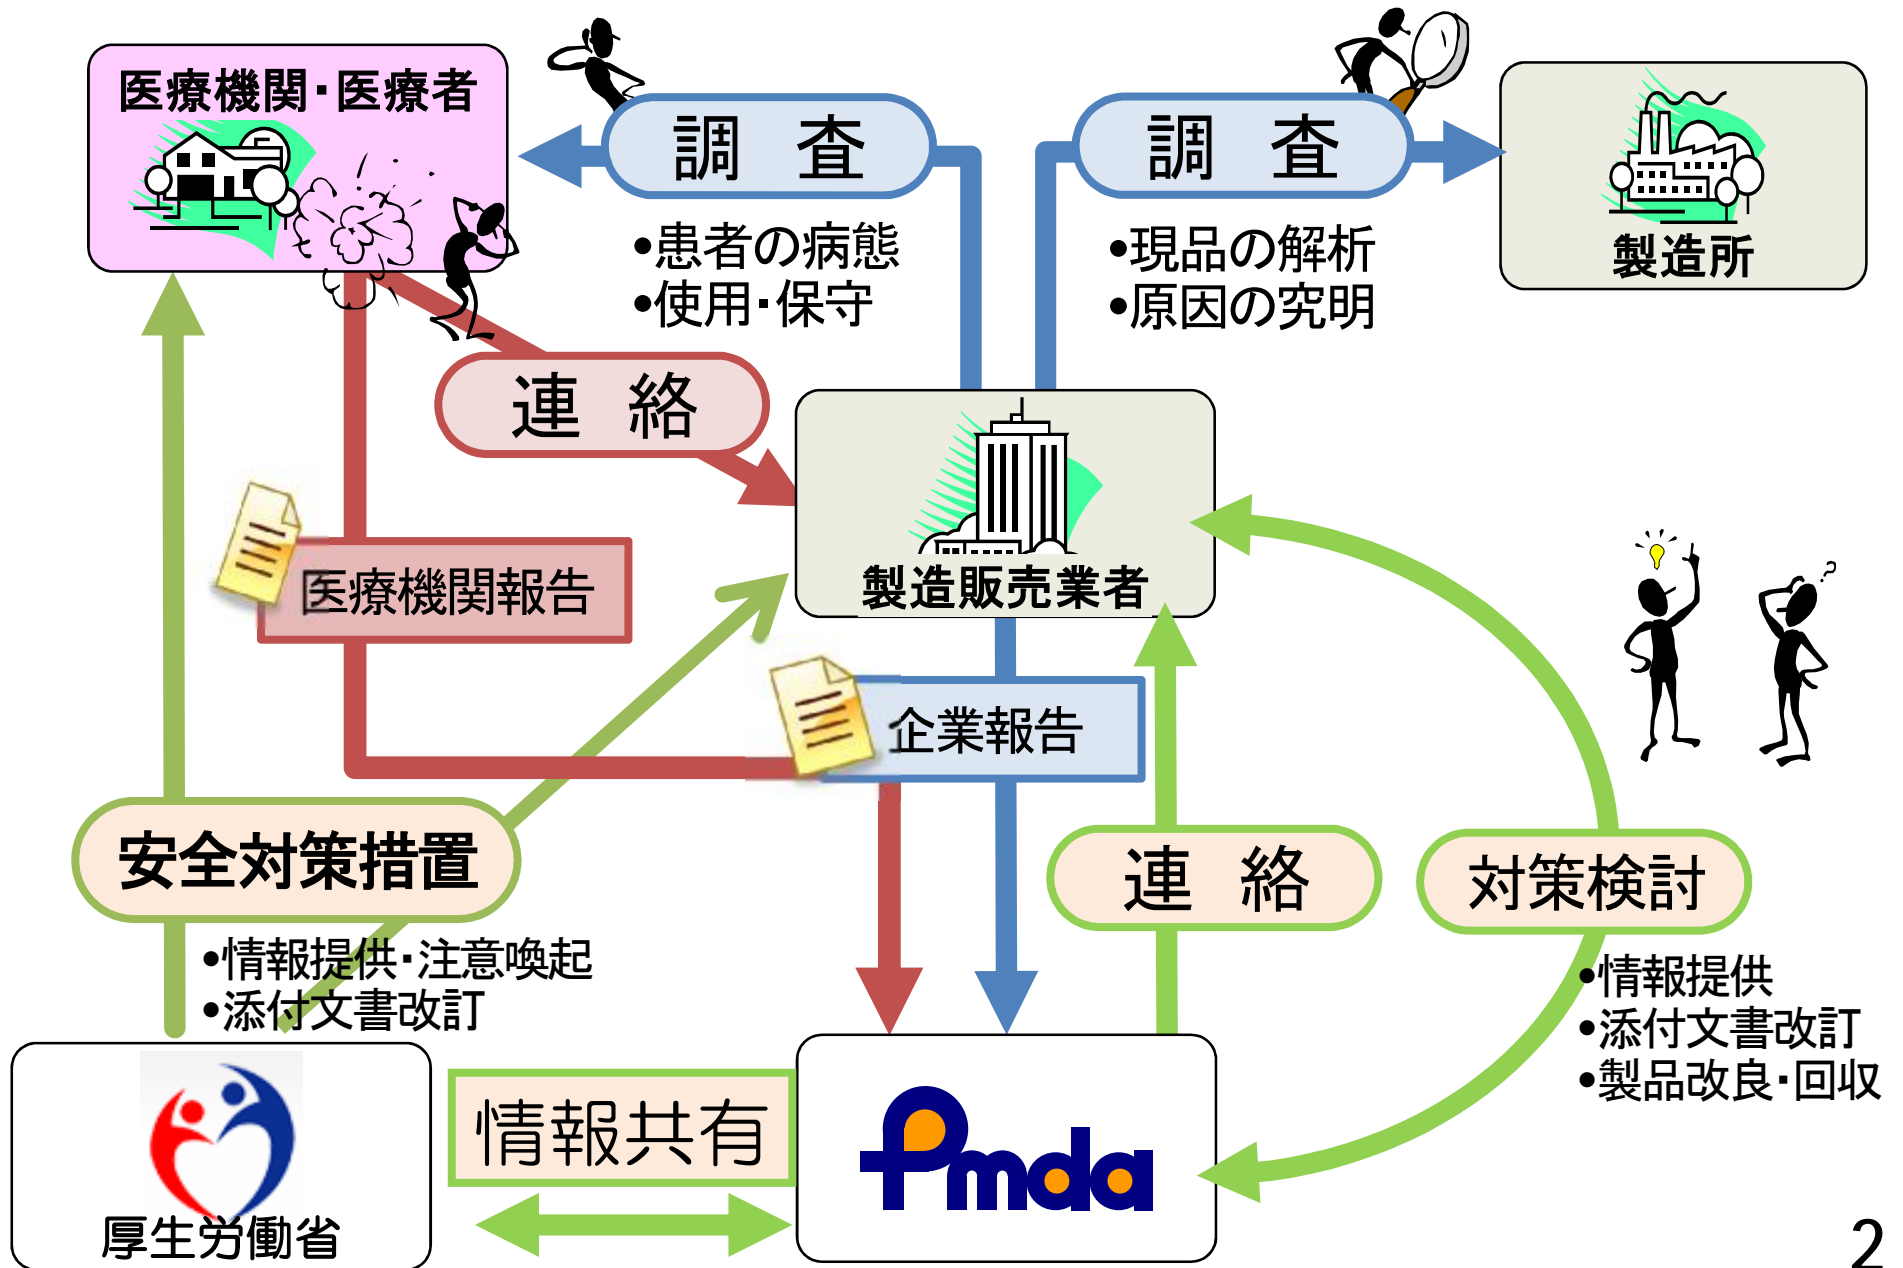 医療機関・医療者
調 査
•患者の病態
•使用・保守
調 査
•現品の解析
•原因の究明
製造所
連 絡
製造販売業者
医療機関報告
企業報告
?
安全対策措置
•情報提供・注意喚起
•添付文書改訂
連 絡
対策検討
•情報提供
•添付文書改訂
•製品改良・回収
厚生労働省
情報共有
Pmda
2